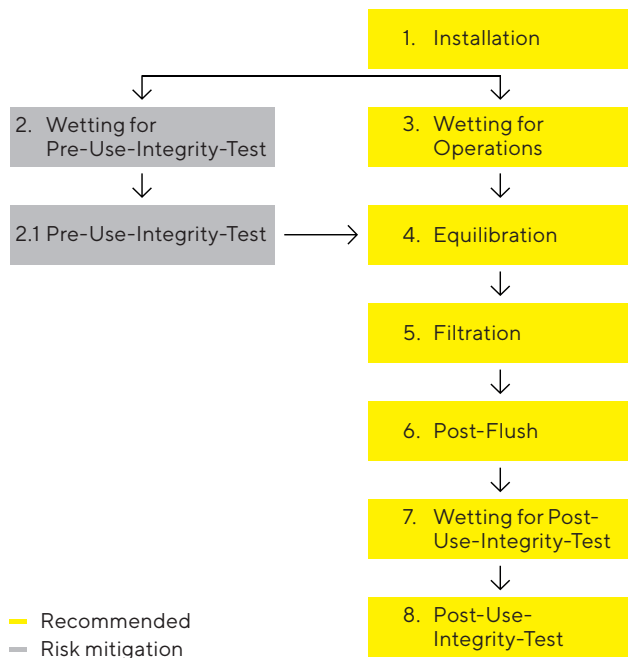 1. Installation
2. Wetting for
Pre-Use-Integrity-Test
3. Wetting for
Operations
2.1 Pre-Use-Integrity-Test
4. Equilibration
5. Filtration
6. Post-Flush
7. Wetting for Post-
Use-Integrity-Test
8. Post-Use-
Integrity-Test
Recommended
Risk mitigation